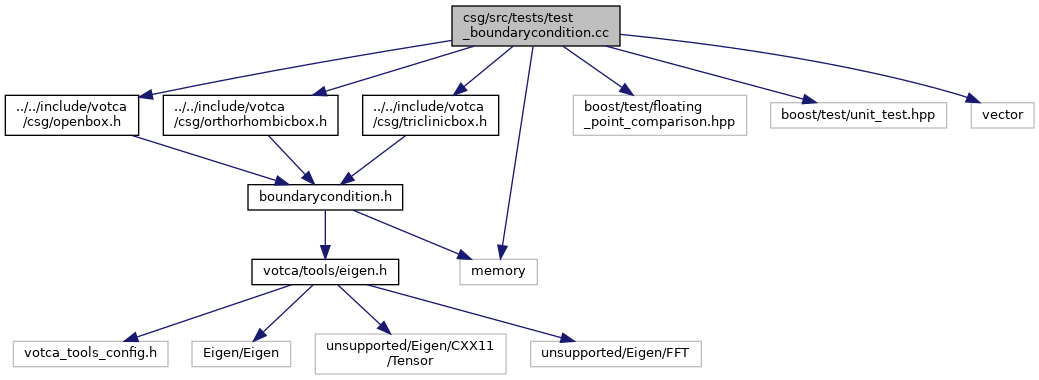 csg/src/tests/test
_boundarycondition.cc
../../include/votca
/csg/openbox.h
../../include/votca
/csg/orthorhombicbox.h
../../include/votca
/csg/triclinicbox.h
boost/test/floating
_point_comparison.hpp
boost/test/unit_test.hpp
vector
boundarycondition.h
votca/tools/eigen.h
memory
votca_tools_config.h
Eigen/Eigen
unsupported/Eigen/CXX11
/Tensor
unsupported/Eigen/FFT